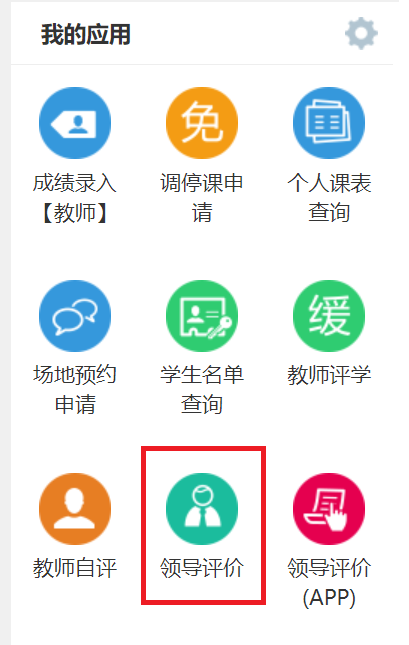 我的应用
免
成绩录入 调停课申 个人课表
【教师】 请 查询
缓
场地预约 学生名单 教师评学
申请 查询
教师自评 领导评价 领导评价
(APP)